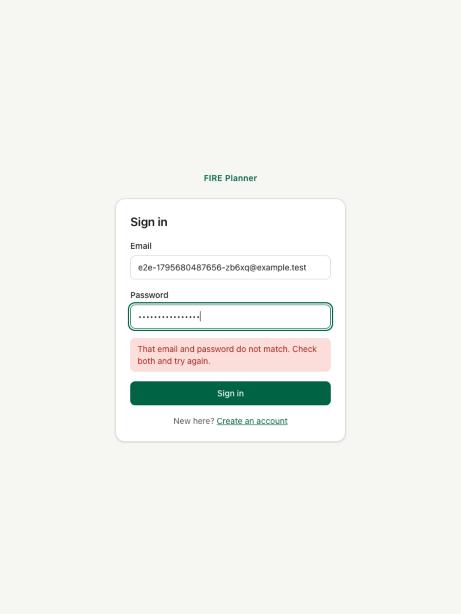 FIRE Planner
Sign in
Email
e2e-1795680487656-zb6xq@example.test
Password
••••••••••••••••
That email and password do not match. Check
both and try again.
Sign in
New here? Create an account